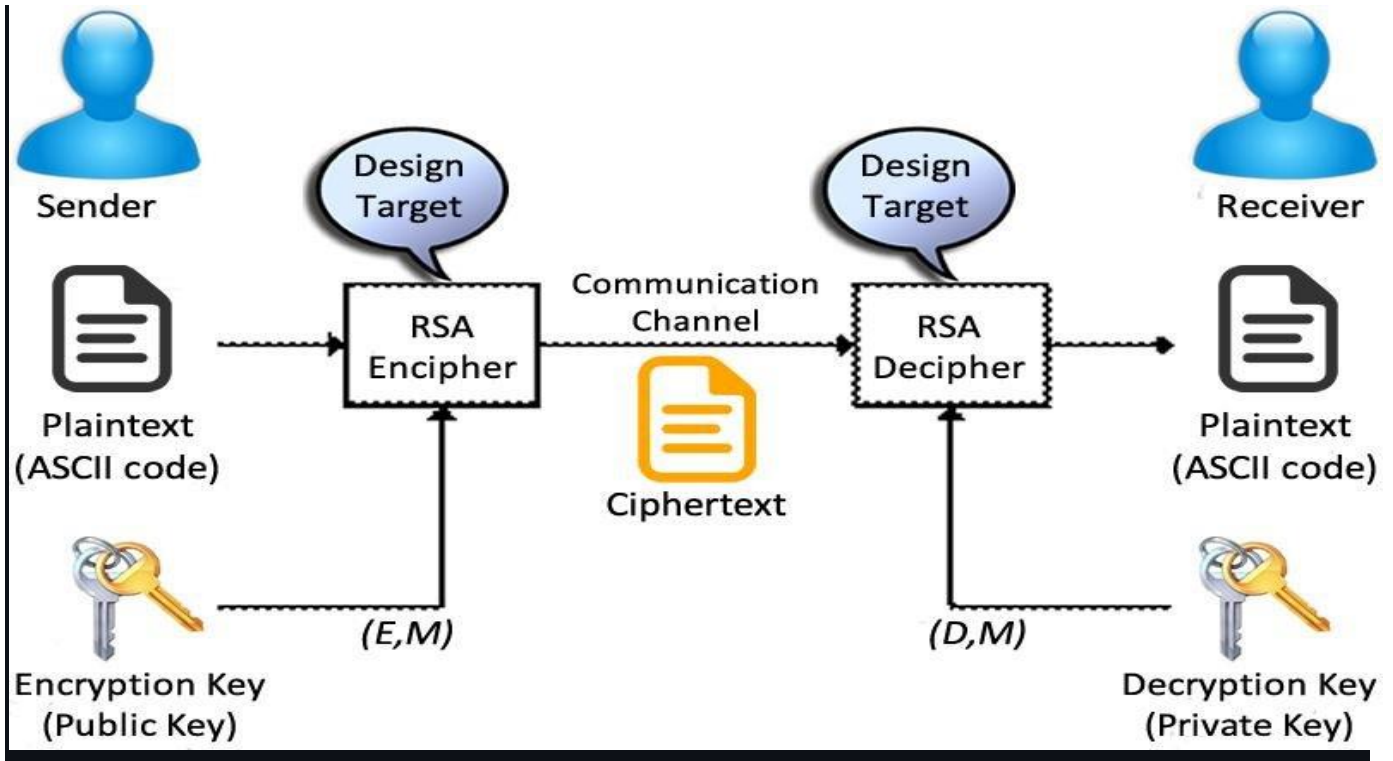 Sender
Plaintext
(ASCII code)
Encryption Key
(Public Key)
Design
Target
RSA
Encipher
(E,M)
Communication
Channel
Ciphertext
Design
Target
RSA
Decipher
(D,M)
Receiver
Plaintext
(ASCII code)
Decryption Key
(Private Key)